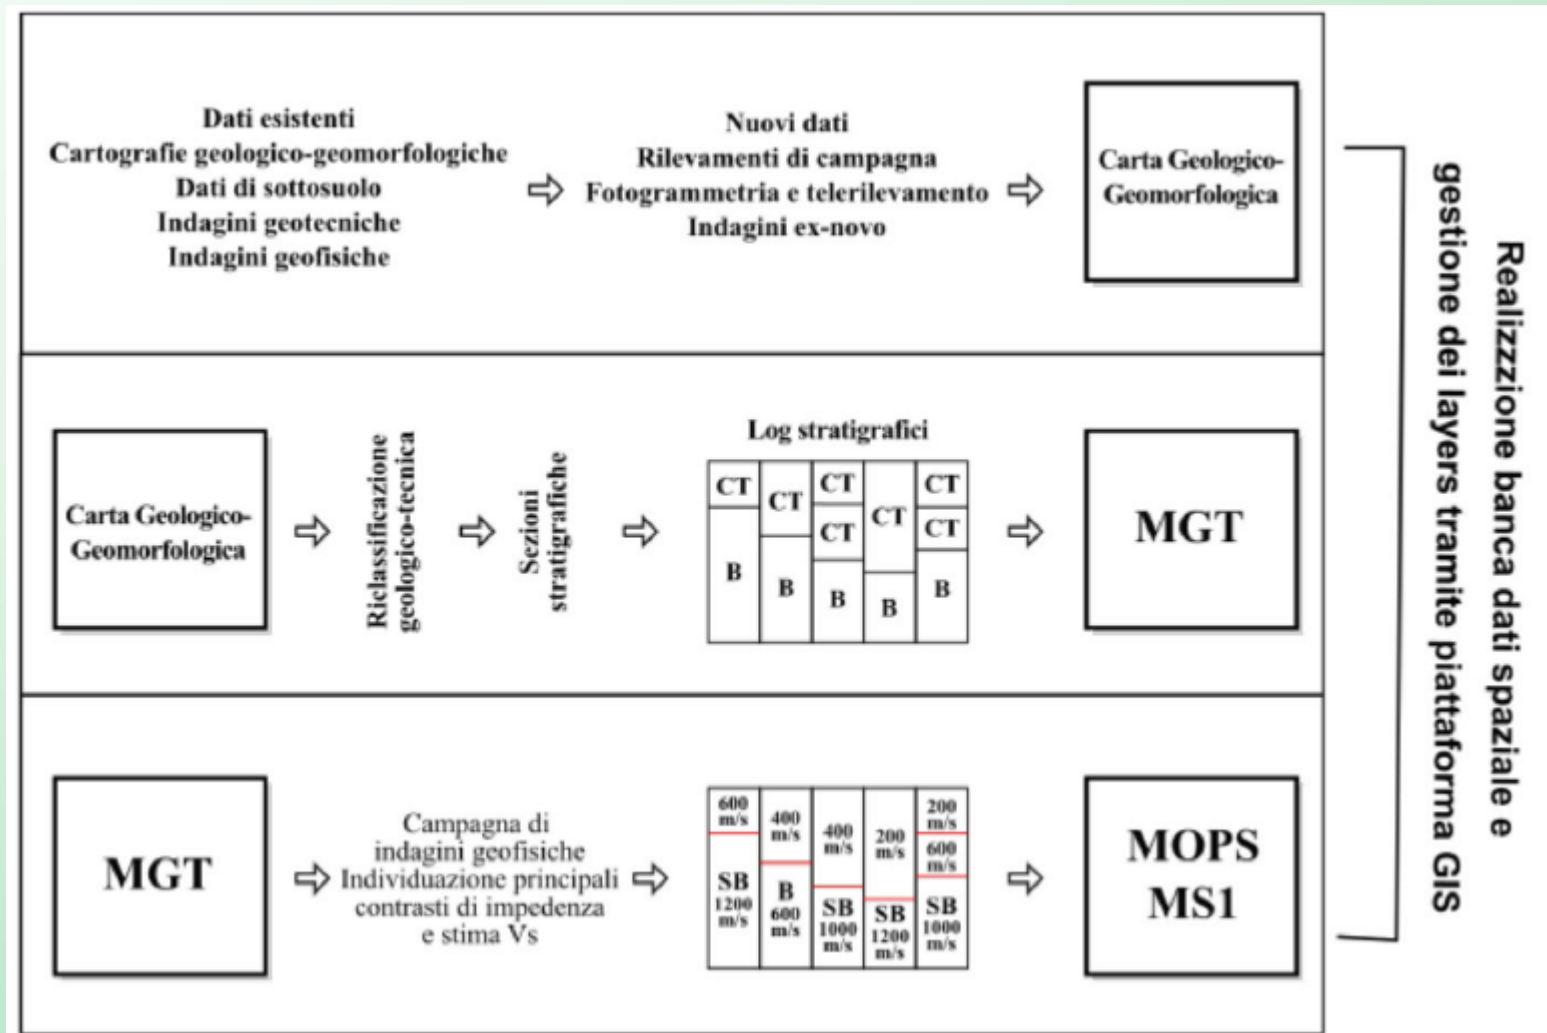 Dati esistenti
Cartografie geologico-geomorfologiche
Dati di sottosuolo
Indagini geotecniche
Indagini geofisiche
Nuovi dati
Rilevamenti di campagna
Fotogrammetria e telerilevamento
Indagini ex-novo
Carta Geologico-
Geomorfologica
Carta Geologico-
Geomorfologica
Riclassificazione
geologico-tecnica
Sezioni
stratigrafiche
Log stratigrafici
CT
B
CT
B
CT
CT
B
CT
B
CT
CT
B
MGT
MGT
Campagna di
indagini geofisiche
Individuazione principali
contrasti di impedenza
e stima Vs
600
m/s
SB
1200
m/s
400
m/s
B
600
m/s
400
m/s
SB
1000
m/s
200
m/s
SB
1200
m/s
200
m/s
600
m/s
SB
1000
m/s
MOPS
MS1
Realizzzione banca dati spaziale e
gestione dei layers tramite piattaforma GIS